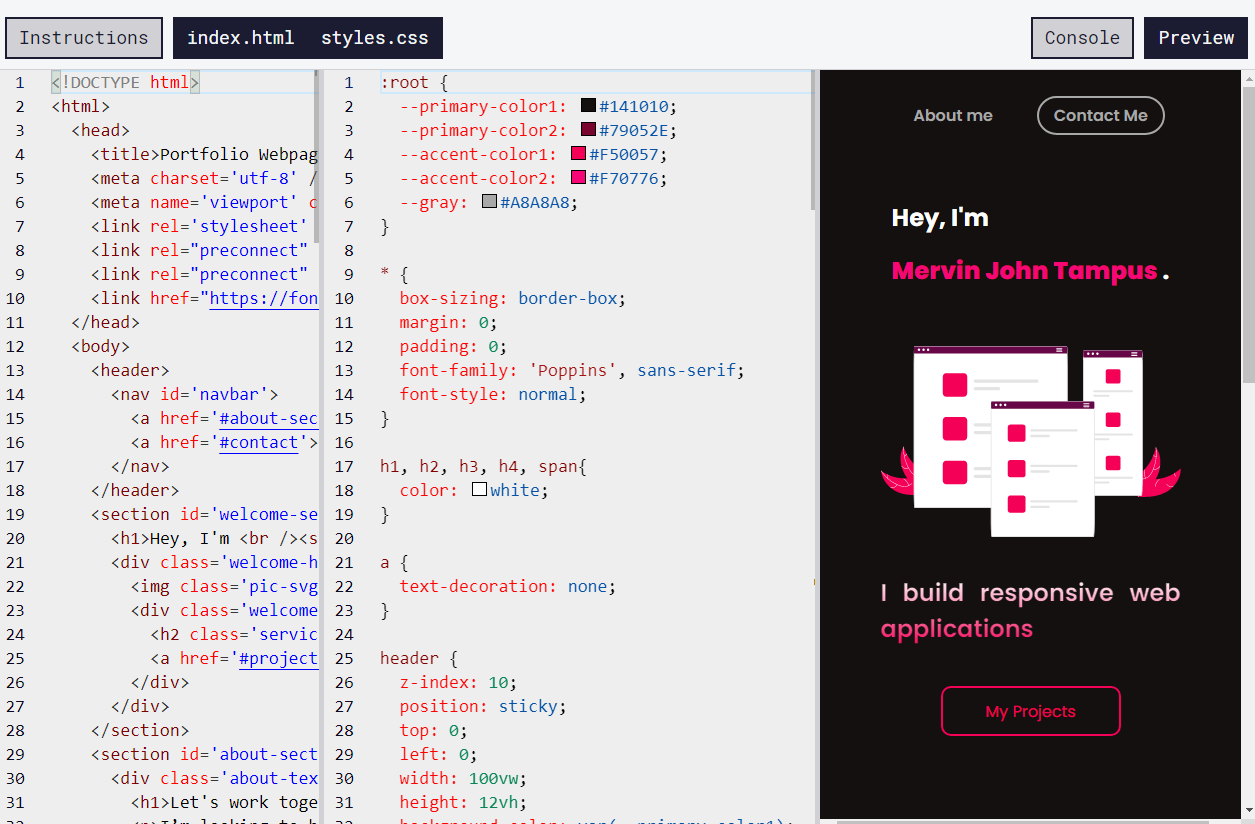 Instructions
index.html styles.css
Console
Preview
1 <!DOCTYPE html>
2 <html>
3 <head>
4 <title>Portfolio Webpag
5 <meta charset='utf-8' /
6 <meta name='viewport' c
7 <link rel='stylesheet'
8 <link rel="preconnect"
9 <link rel="preconnect"
10 <link href="https://fon
11 </head>
12 <body>
13 <header>
14 <nav id='navbar'>
15 <a href='#about-sec
16 <a href='#contact'>
17 </nav>
18 </header>
19 <section id='welcome-se
20 <h1>Hey, I'm <br /><s
21 <div class='welcome-h
22 <img class='pic-svg
23 <div class='welcome
24 <h2 class='servic
25 <a href='#project
26 </div>
27 </div>
28 </section>
29 <section id='about-sect
30 <div class='about-tex
31 <h1>Let's work toge
1 :root {
2 --primary-color1: #141010;
3 --primary-color2: #79052E;
4 --accent-color1: #F50057;
5 --accent-color2: #F70776;
6 --gray: #A8A8A8;
7 }
8
9 * {
10 box-sizing: border-box;
11 margin: 0;
12 padding: 0;
13 font-family: 'Poppins', sans-serif;
14 font-style: normal;
15 }
16
17 h1, h2, h3, h4, span{
18 color: white;
19 }
20
21 a {
22 text-decoration: none;
23 }
24
25 header {
26 z-index: 10;
27 position: sticky;
28 top: 0;
29 left: 0;
30 width: 100vw;
31 height: 12vh;
About me
Contact Me
Hey, I'm
Mervin John Tampus .
I build responsive web
applications
My Projects